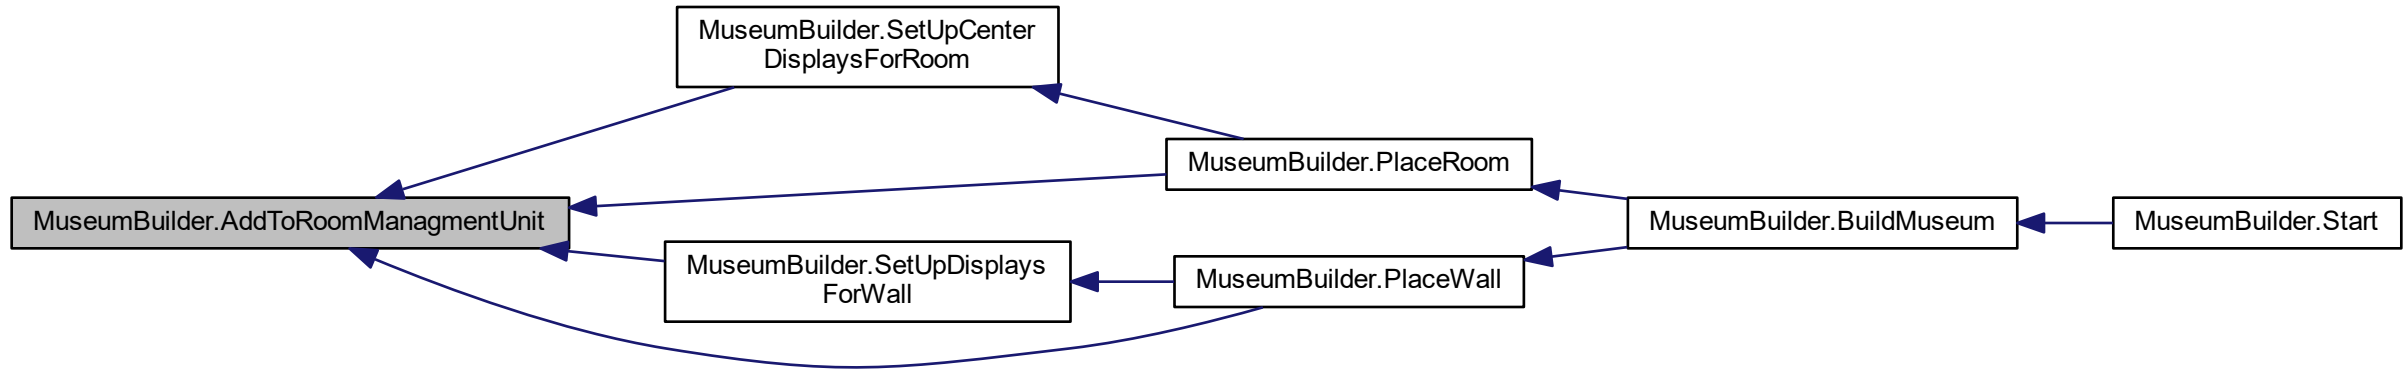 MuseumBuilder.SetUpCenter
DisplaysForRoom
MuseumBuilder.PlaceRoom
MuseumBuilder.AddToRoomManagmentUnit
MuseumBuilder.BuildMuseum
MuseumBuilder.Start
MuseumBuilder.SetUpDisplays
ForWall
MuseumBuilder.PlaceWall